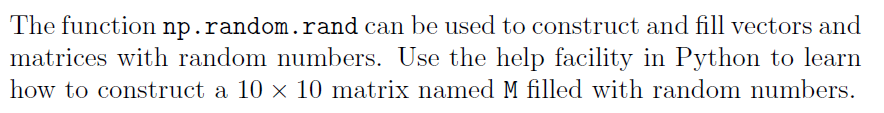 The function np.random.rand can be used to construct and fill vectors and
matrices with random numbers. Use the help facility in Python to learn
how to construct a 10 × 10 matrix named M filled with random numbers.